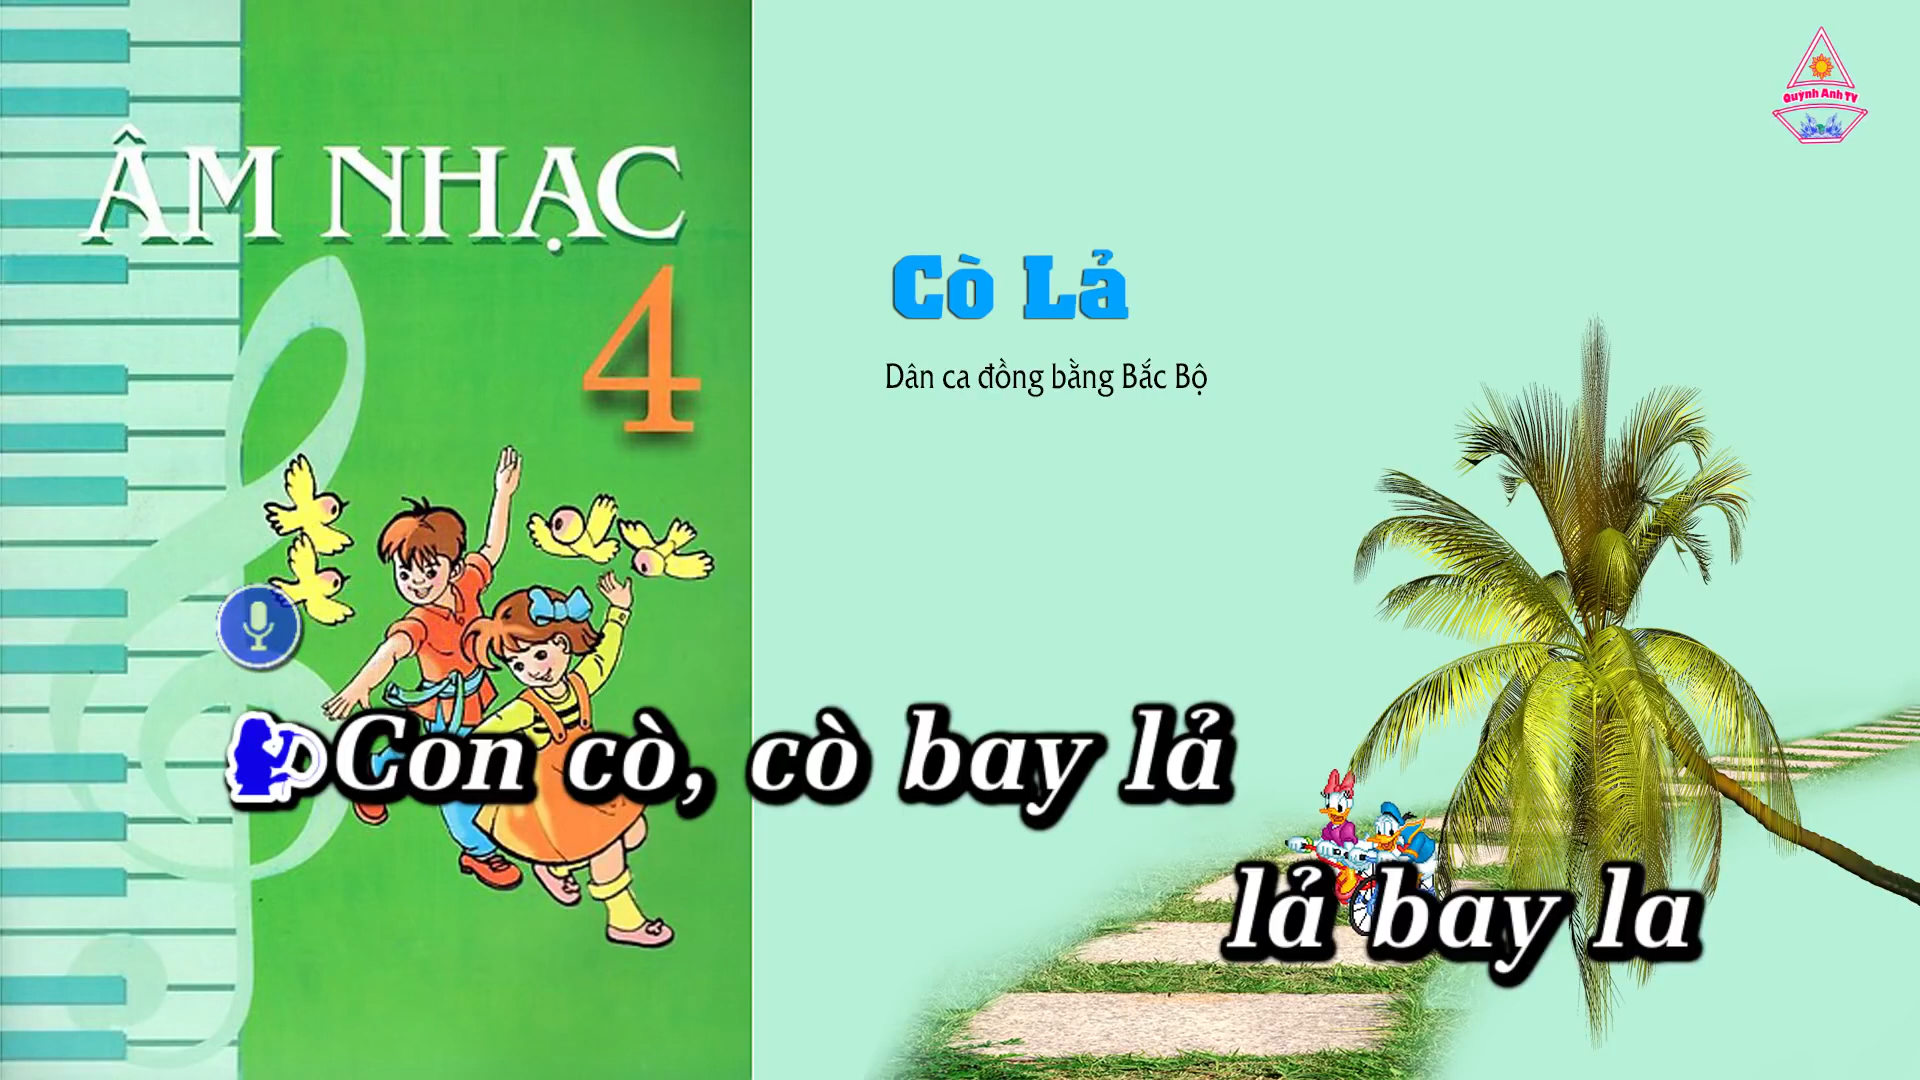 ÂM NHẠC
4
Quỳnh Anh TV
Cò Lả
Dân ca đồng bằng Bắc Bộ
Con cò, cò bay lả
lả bay la